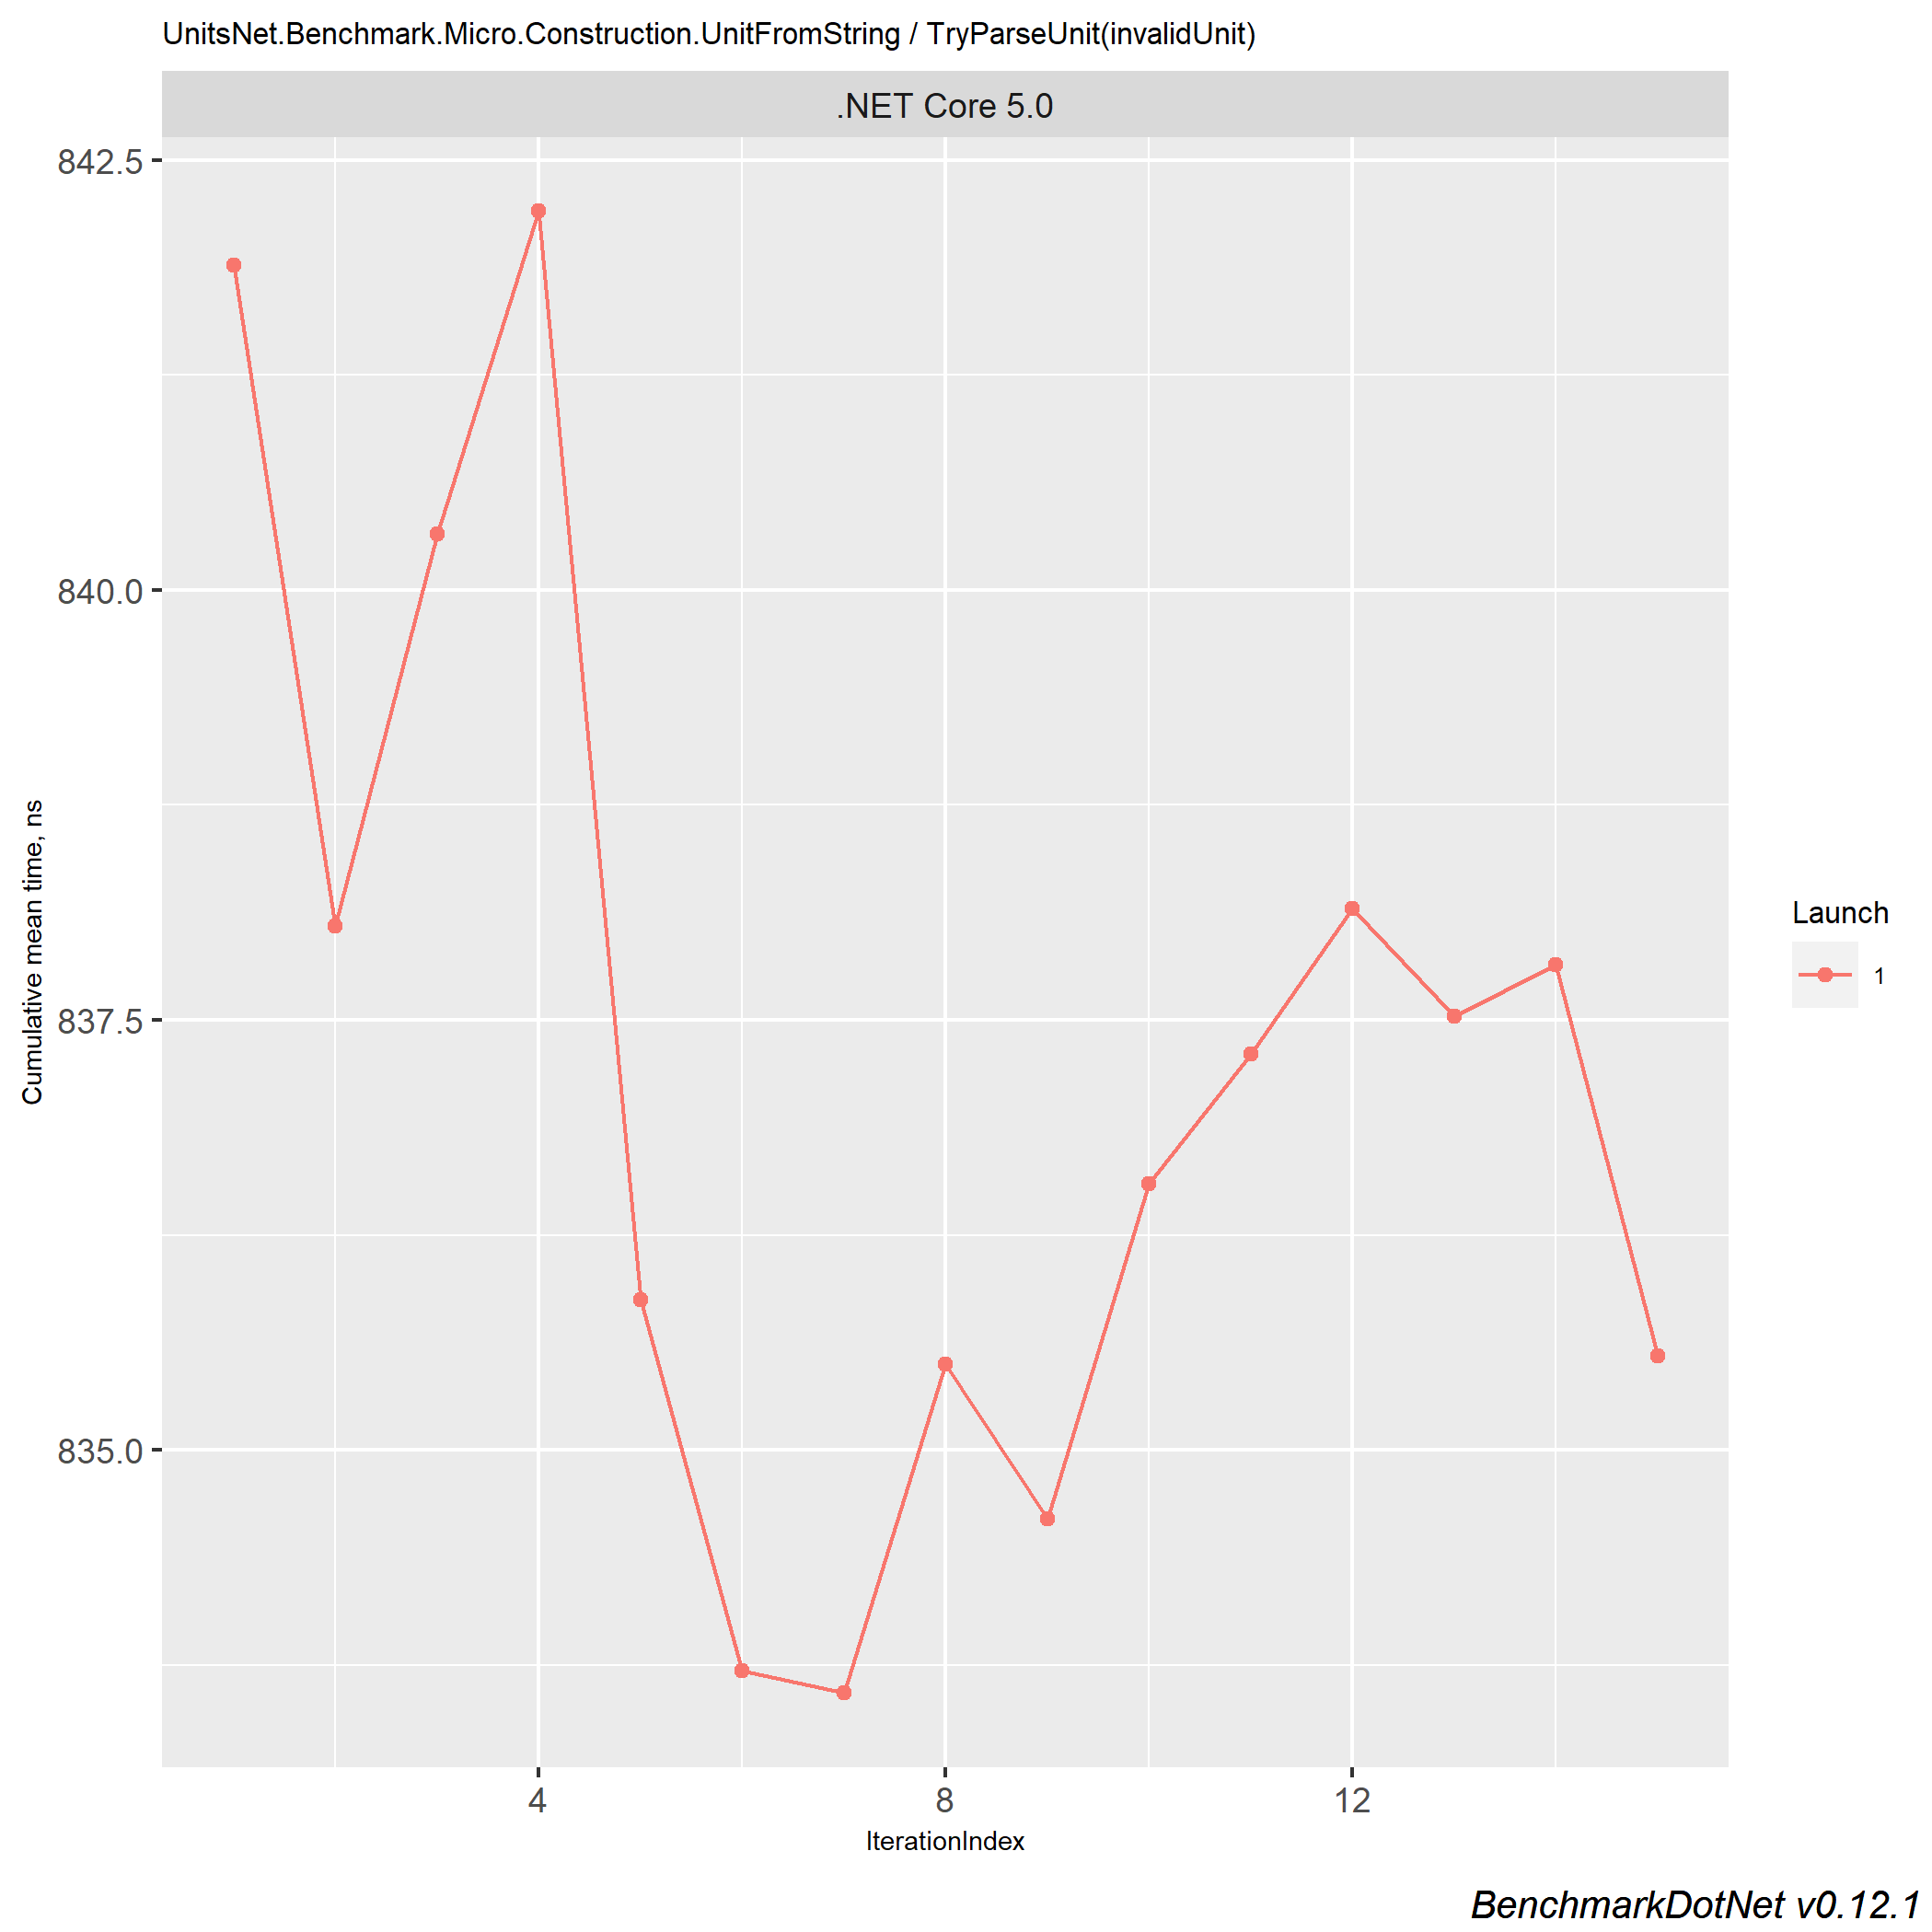 UnitsNet.Benchmark.Micro.Construction.UnitFromString / TryParseUnit(invalidUnit)
.NET Core 5.0
842.5
840.0
837.5
835.0
Cumulative mean time, ns
4 8 12
IterationIndex
Launch
1
BenchmarkDotNet v0.12.1